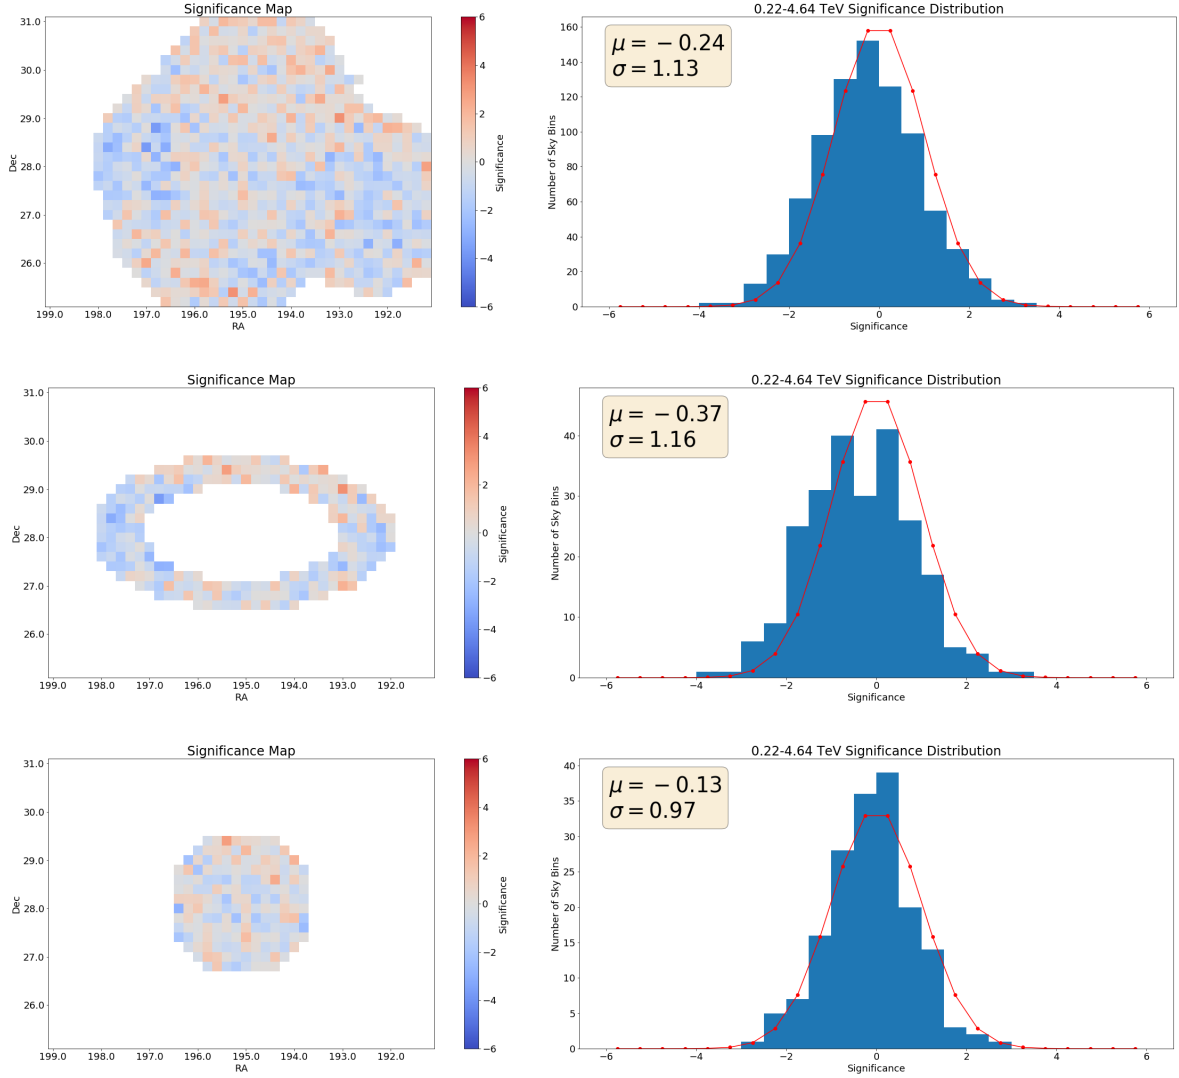 Significance Map
31.0
30.0
29.0
28.0
27.0
26.0
Dec
199.0 198.0 197.0 196.0 195.0 194.0 193.0 192.0
RA
6
4
2
0
−2
−4
−6
Significance
0.22-4.64 TeV Significance Distribution
μ = −0.24
σ = 1.13
160
140
120
100
80
60
40
20
0
Number of Sky Bins
−6 −4 −2 0 2 4 6
Significance
Significance Map
31.0
30.0
29.0
28.0
27.0
26.0
Dec
199.0 198.0 197.0 196.0 195.0 194.0 193.0 192.0
RA
6
4
2
0
−2
−4
−6
Significance
0.22-4.64 TeV Significance Distribution
μ = −0.37
σ = 1.16
40
30
20
10
0
Number of Sky Bins
−6 −4 −2 0 2 4 6
Significance
Significance Map
31.0
30.0
29.0
28.0
27.0
26.0
Dec
199.0 198.0 197.0 196.0 195.0 194.0 193.0 192.0
RA
6
4
2
0
−2
−4
−6
Significance
0.22-4.64 TeV Significance Distribution
μ = −0.13
σ = 0.97
40
35
30
25
20
15
10
5
0
Number of Sky Bins
−6 −4 −2 0 2 4 6
Significance